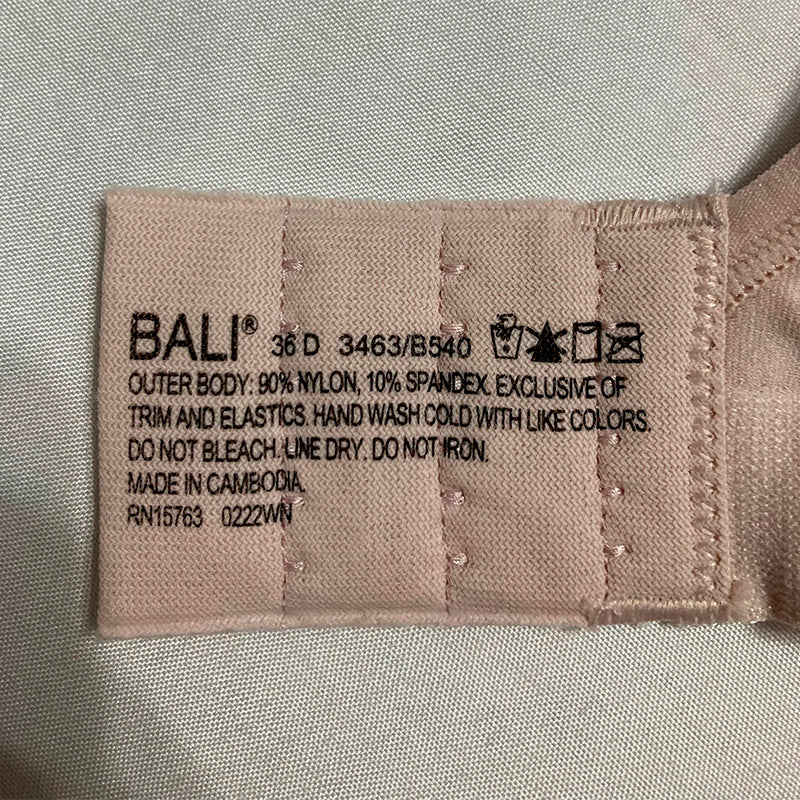 BALI® 36 D 3463/B540
OUTER BODY: 90% NYLON, 10% SPANDEX. EXCLUSIVE OF
TRIM AND ELASTICS. HAND WASH COLD WITH LIKE COLORS.
DO NOT BLEACH. LINE DRY. DO NOT IRON.
MADE IN CAMBODIA.
RN15763 0222WN